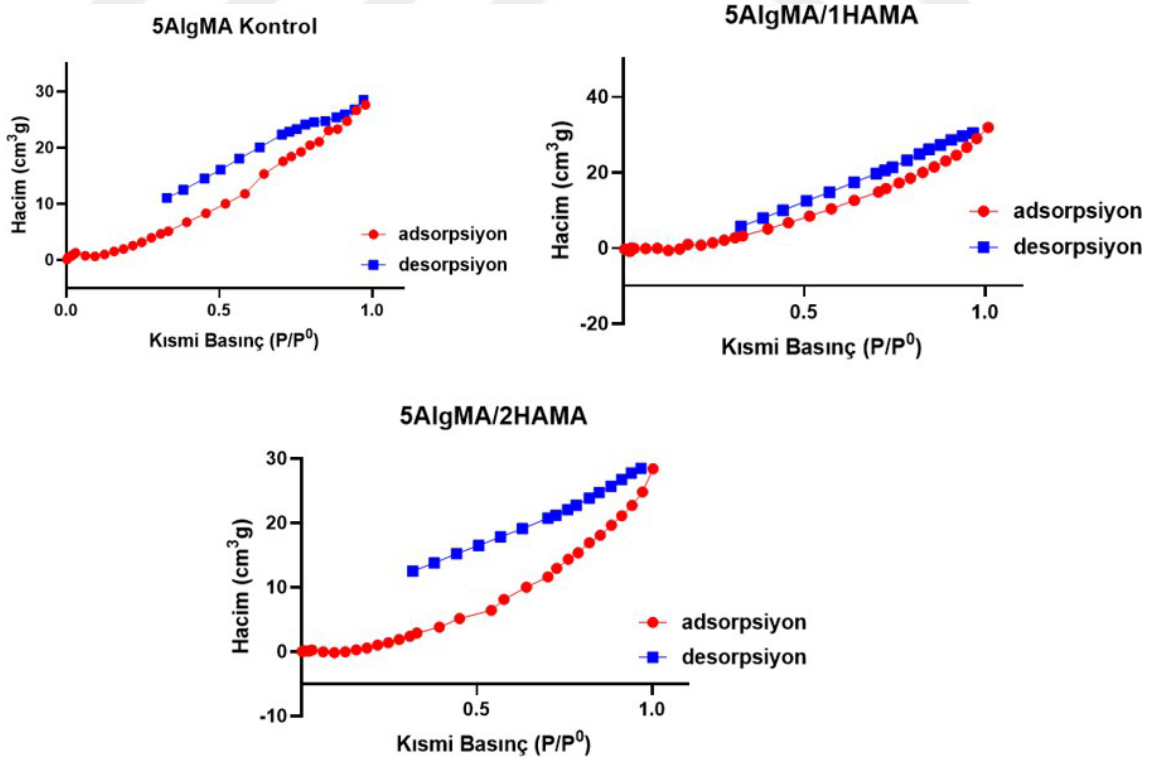 5AlgMA Kontrol
Hacim (cm³g)
30
20
10
0
0.0
0.5
1.0
Kısmi Basınç (P/P⁰)
adsorpsiyon
desorpsiyon
5AlgMA/1HAMA
Hacim (cm³g)
40
20
0
-20
0.5
1.0
Kısmi Basınç (P/P⁰)
adsorpsiyon
desorpsiyon
5AlgMA/2HAMA
Hacim (cm³g)
30
20
10
0
-10
0.5
1.0
Kısmi Basınç (P/P⁰)
adsorpsiyon
desorpsiyon